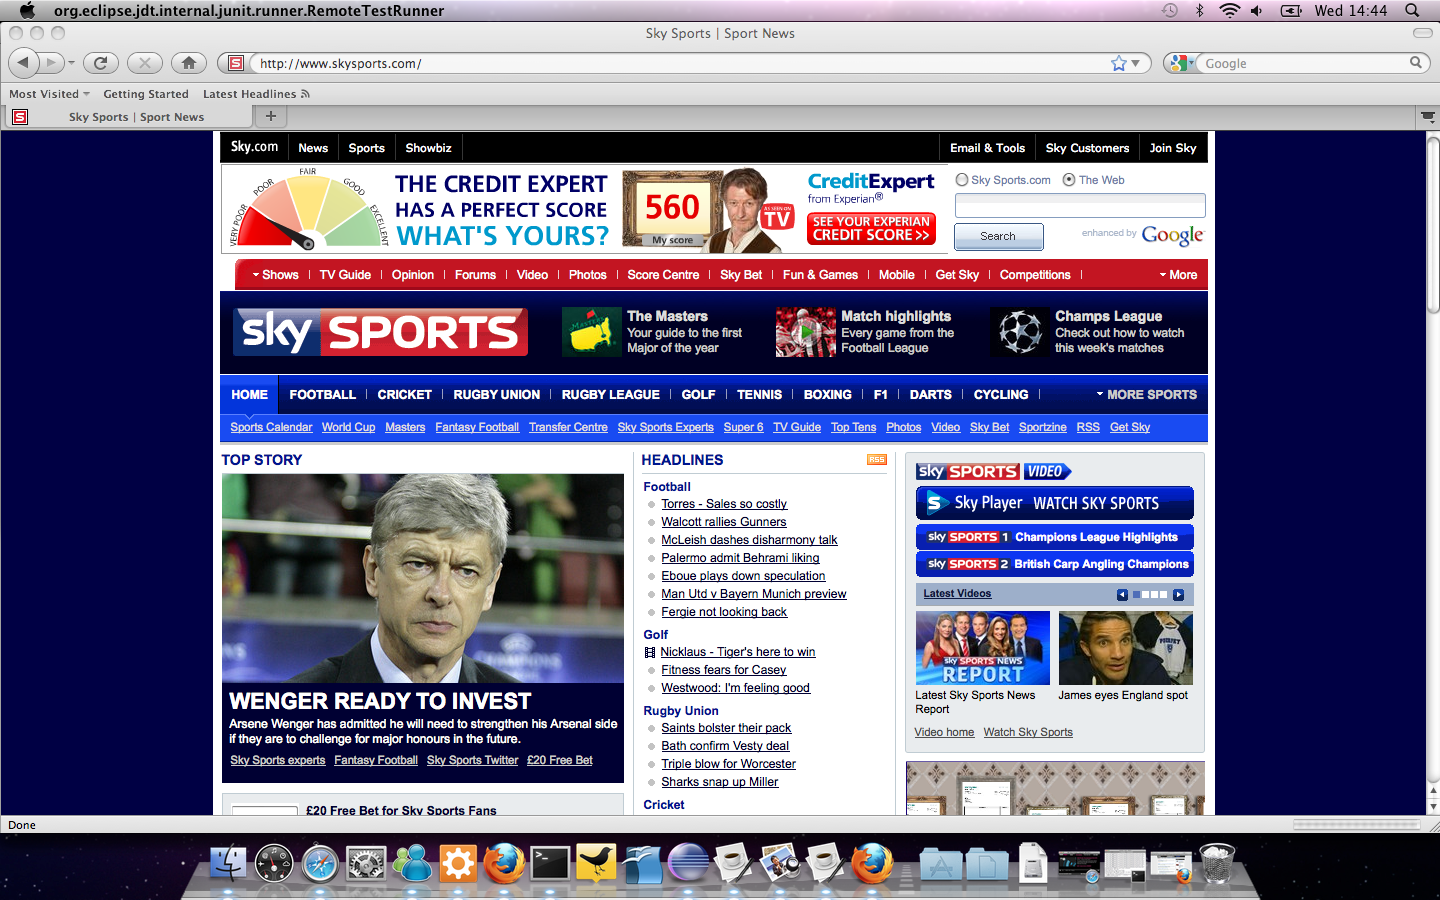 org.eclipse.jdt.internal.junit.runner.RemoteTestRunner
Wed 14:44
Sky Sports | Sport News
http://www.skysports.com/
Google
Most Visited
Getting Started
Latest Headlines
Sky Sports | Sport News
Sky.com
News
Sports
Showbiz
Email & Tools
Sky Customers
Join Sky
VERY POOR
POOR
FAIR
GOOD
EXCELLENT
THE CREDIT EXPERT
HAS A PERFECT SCORE
WHAT'S YOURS?
560
My score
AS SEEN ON
TV
CreditExpert
from Experian®
SEE YOUR EXPERIAN
CREDIT SCORE >>
Sky Sports.com
The Web
Search
enhanced by Google
Shows
TV Guide
Opinion
Forums
Video
Photos
Score Centre
Sky Bet
Fun & Games
Mobile
Get Sky
Competitions
More
sky SPORTS
The Masters
Your guide to the first
Major of the year
Match highlights
Every game from the
Football League
Champs League
Check out how to watch
this week's matches
HOME
FOOTBALL
CRICKET
RUGBY UNION
RUGBY LEAGUE
GOLF
TENNIS
BOXING
F1
DARTS
CYCLING
MORE SPORTS
Sports Calendar
World Cup
Masters
Fantasy Football
Transfer Centre
Sky Sports Experts
Super 6
TV Guide
Top Tens
Photos
Video
Sky Bet
Sportzine
RSS
Get Sky
TOP STORY
WENGER READY TO INVEST
Arsene Wenger has admitted he will need to strengthen his Arsenal side
if they are to challenge for major honours in the future.
Sky Sports experts
Fantasy Football
Sky Sports Twitter
£20 Free Bet
£20 Free Bet for Sky Sports Fans
HEADLINES
RSS
Football
Torres - Sales so costly
Walcott rallies Gunners
McLeish dashes disharmony talk
Palermo admit Behrami liking
Eboue plays down speculation
Man Utd v Bayern Munich preview
Fergie not looking back
Golf
Nicklaus - Tiger's here to win
Fitness fears for Casey
Westwood: I'm feeling good
Rugby Union
Saints bolster their pack
Bath confirm Vesty deal
Triple blow for Worcester
Sharks snap up Miller
Cricket
sky SPORTS VIDEO
Sky Player WATCH SKY SPORTS
sky SPORTS 1 Champions League Highlights
sky SPORTS 2 British Carp Angling Champions
Latest Videos
sky SPORTS NEWS
REPORT
Latest Sky Sports News
Report
James eyes England spot
Video home
Watch Sky Sports
Done